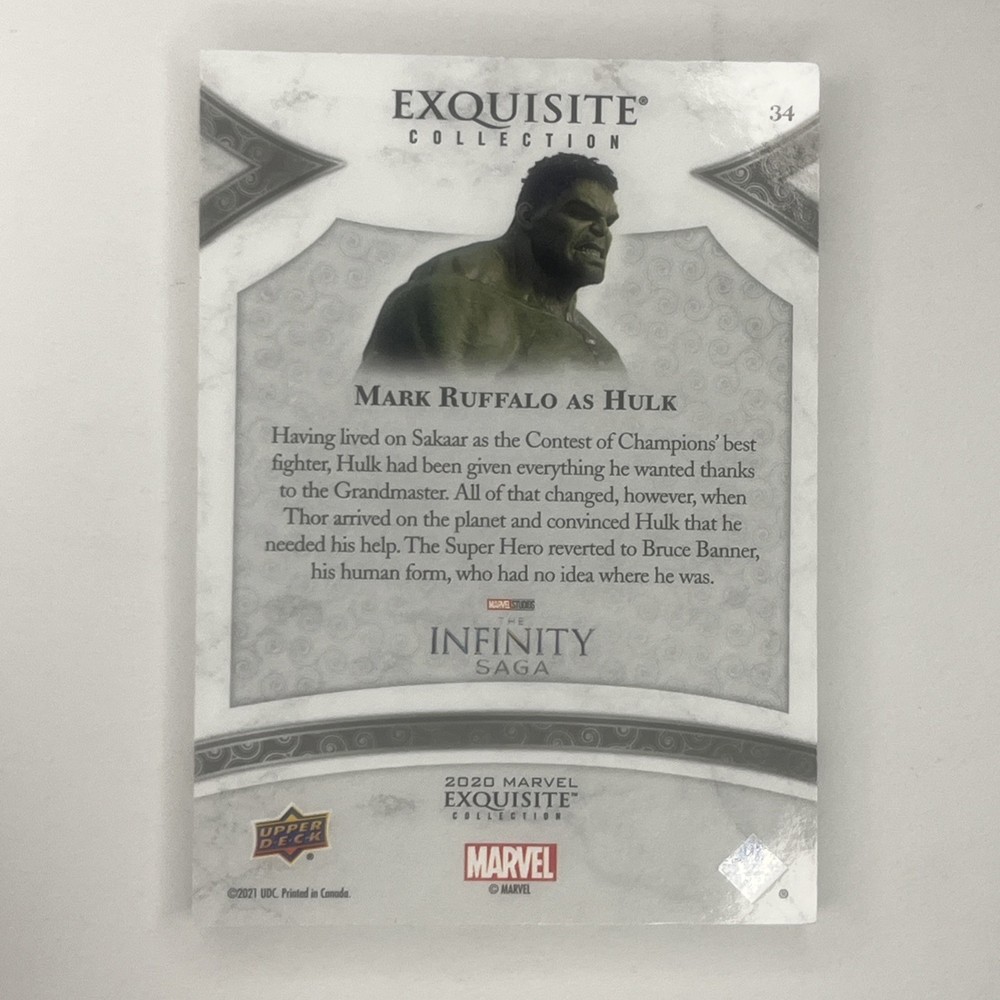 EXQUISITE®
COLLECTION
34
MARK RUFFALO AS HULK
Having lived on Sakaar as the Contest of Champions' best
fighter, Hulk had been given everything he wanted thanks
to the Grandmaster. All of that changed, however, when
Thor arrived on the planet and convinced Hulk that he
needed his help. The Super Hero reverted to Bruce Banner,
his human form, who had no idea where he was.
MARVEL STUDIOS
THE
INFINITY
SAGA
2020 MARVEL
EXQUISITE™
COLLECTION
UPPER
D·E·C·K
®
MARVEL
©2021 UDC. Printed in Canada.
© MARVEL